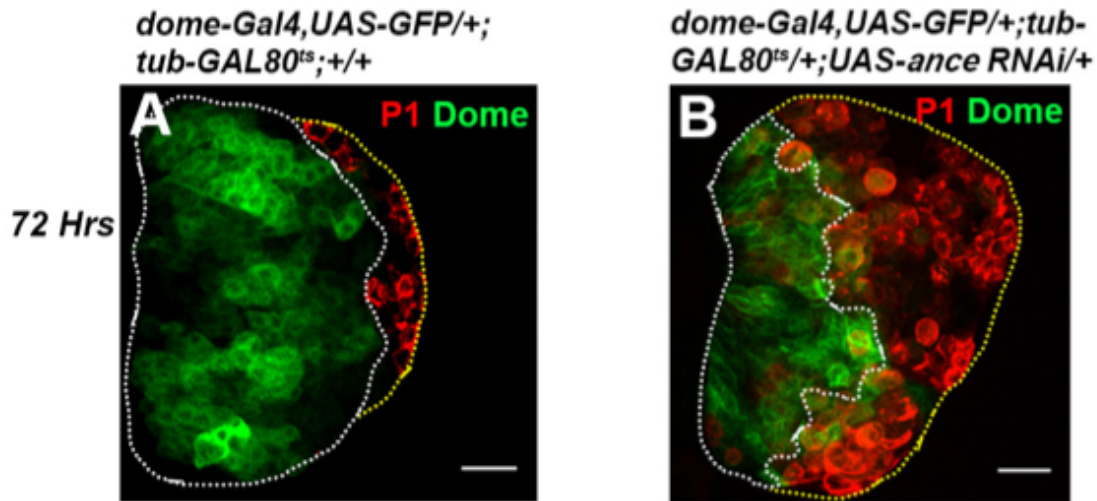 dome-Gal4,UAS-GFP/+;
tub-GAL80ts;+/+
dome-Gal4,UAS-GFP/+;tub-
GAL80ts/+;UAS-ance RNAi/+
A
P1 Dome
B
P1 Dome
72 Hrs